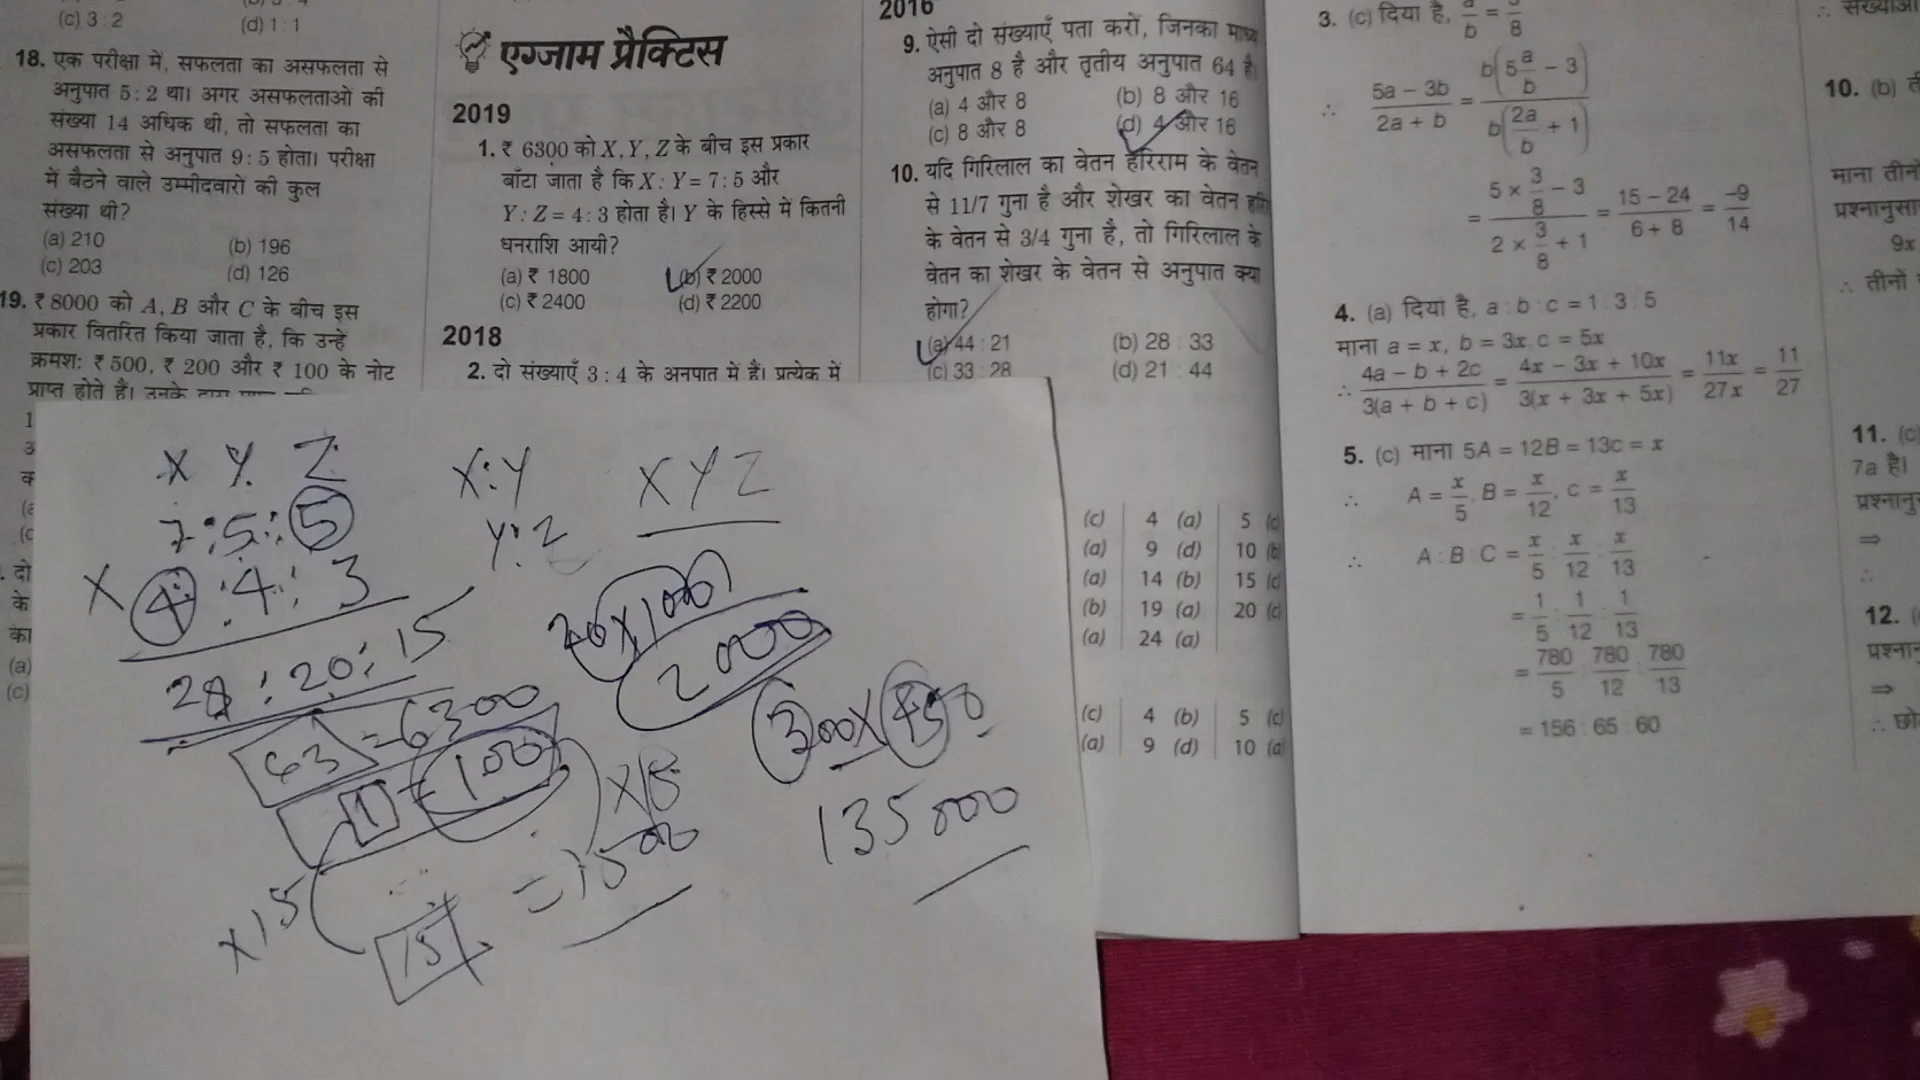 (c) 3 : 2
(d) 1 : 1
18. एक परीक्षा में, सफलता का असफलता से
अनुपात 5 : 2 था। अगर असफलताओं की
संख्या 14 अधिक थी, तो सफलता का
असफलता से अनुपात 9 : 5 होता। परीक्षा
में बैठने वाले उम्मीदवारों की कुल
संख्या थी?
(a) 210 (b) 196
(c) 203 (d) 126
19. ₹ 8000 को A, B और C के बीच इस
प्रकार वितरित किया जाता है, कि उन्हें
क्रमशः ₹ 500, ₹ 200 और ₹ 100 के नोट
प्राप्त होते हैं। उनके द्वारा
एग्जाम प्रैक्टिस
2019
1. ₹ 6300 को X, Y, Z के बीच इस प्रकार
बाँटा जाता है कि X : Y = 7 : 5 और
Y : Z = 4 : 3 होता है। Y के हिस्से में कितनी
धनराशि आयी?
(a) ₹ 1800 (b) ₹ 2000
(c) ₹ 2400 (d) ₹ 2200
2018
2. दो संख्याएँ 3 : 4 के अनुपात में हैं। प्रत्येक में
2016
9. ऐसी दो संख्याएँ पता करो, जिनका माध्य
अनुपात 8 है और तृतीय अनुपात 64 है।
(a) 4 और 8 (b) 8 और 16
(c) 8 और 8 (d) 4 और 16
10. यदि गिरिलाल का वेतन हरिराम के वेतन
से 11/7 गुना है और शेखर का वेतन हरि
के वेतन से 3/4 गुना है, तो गिरिलाल के
वेतन का शेखर के वेतन से अनुपात क्या
होगा?
(a) 44 : 21 (b) 28 : 33
(c) 33 : 28 (d) 21 : 44
(c) 4 (a) 5
(a) 9 (d) 10 (b)
(a) 14 (b) 15
(b) 19 (a) 20
(a) 24 (a)
(c) 4 (b) 5 (c)
(a) 9 (d) 10 (a)
3. (c) दिया है, a/b = 3/8
∴ (5a − 3b)/(2a + b) = b(5a/b − 3)/b(2a/b + 1)
= (5 × 3/8 − 3)/(2 × 3/8 + 1) = (15 − 24)/(6 + 8) = −9/14
4. (a) दिया है, a : b : c = 1 : 3 : 5
माना a = x, b = 3x, c = 5x
∴ (4a − b + 2c)/3(a + b + c) = (4x − 3x + 10x)/3(x + 3x + 5x) = 11x/27x = 11/27
5. (c) माना 5A = 12B = 13c = x
∴ A = x/5, B = x/12, C = x/13
∴ A : B : C = x/5 : x/12 : x/13
= 1/5 : 1/12 : 1/13
= 780/5 : 780/12 : 780/13
= 156 : 65 : 60
∴ संख्याओं
10. (b)
माना तीनों
प्रश्नानुसार
9x
∴ तीनों
11. (c)
7a है।
12.
X Y Z
7 : 5 : 5
X 4 : 4 : 3
28 : 20 : 15
63 = 6300
1 = 100
×15
×15
15 = 1500
X : Y
Y : Z
X Y Z
20×100
2000
300×450
135000